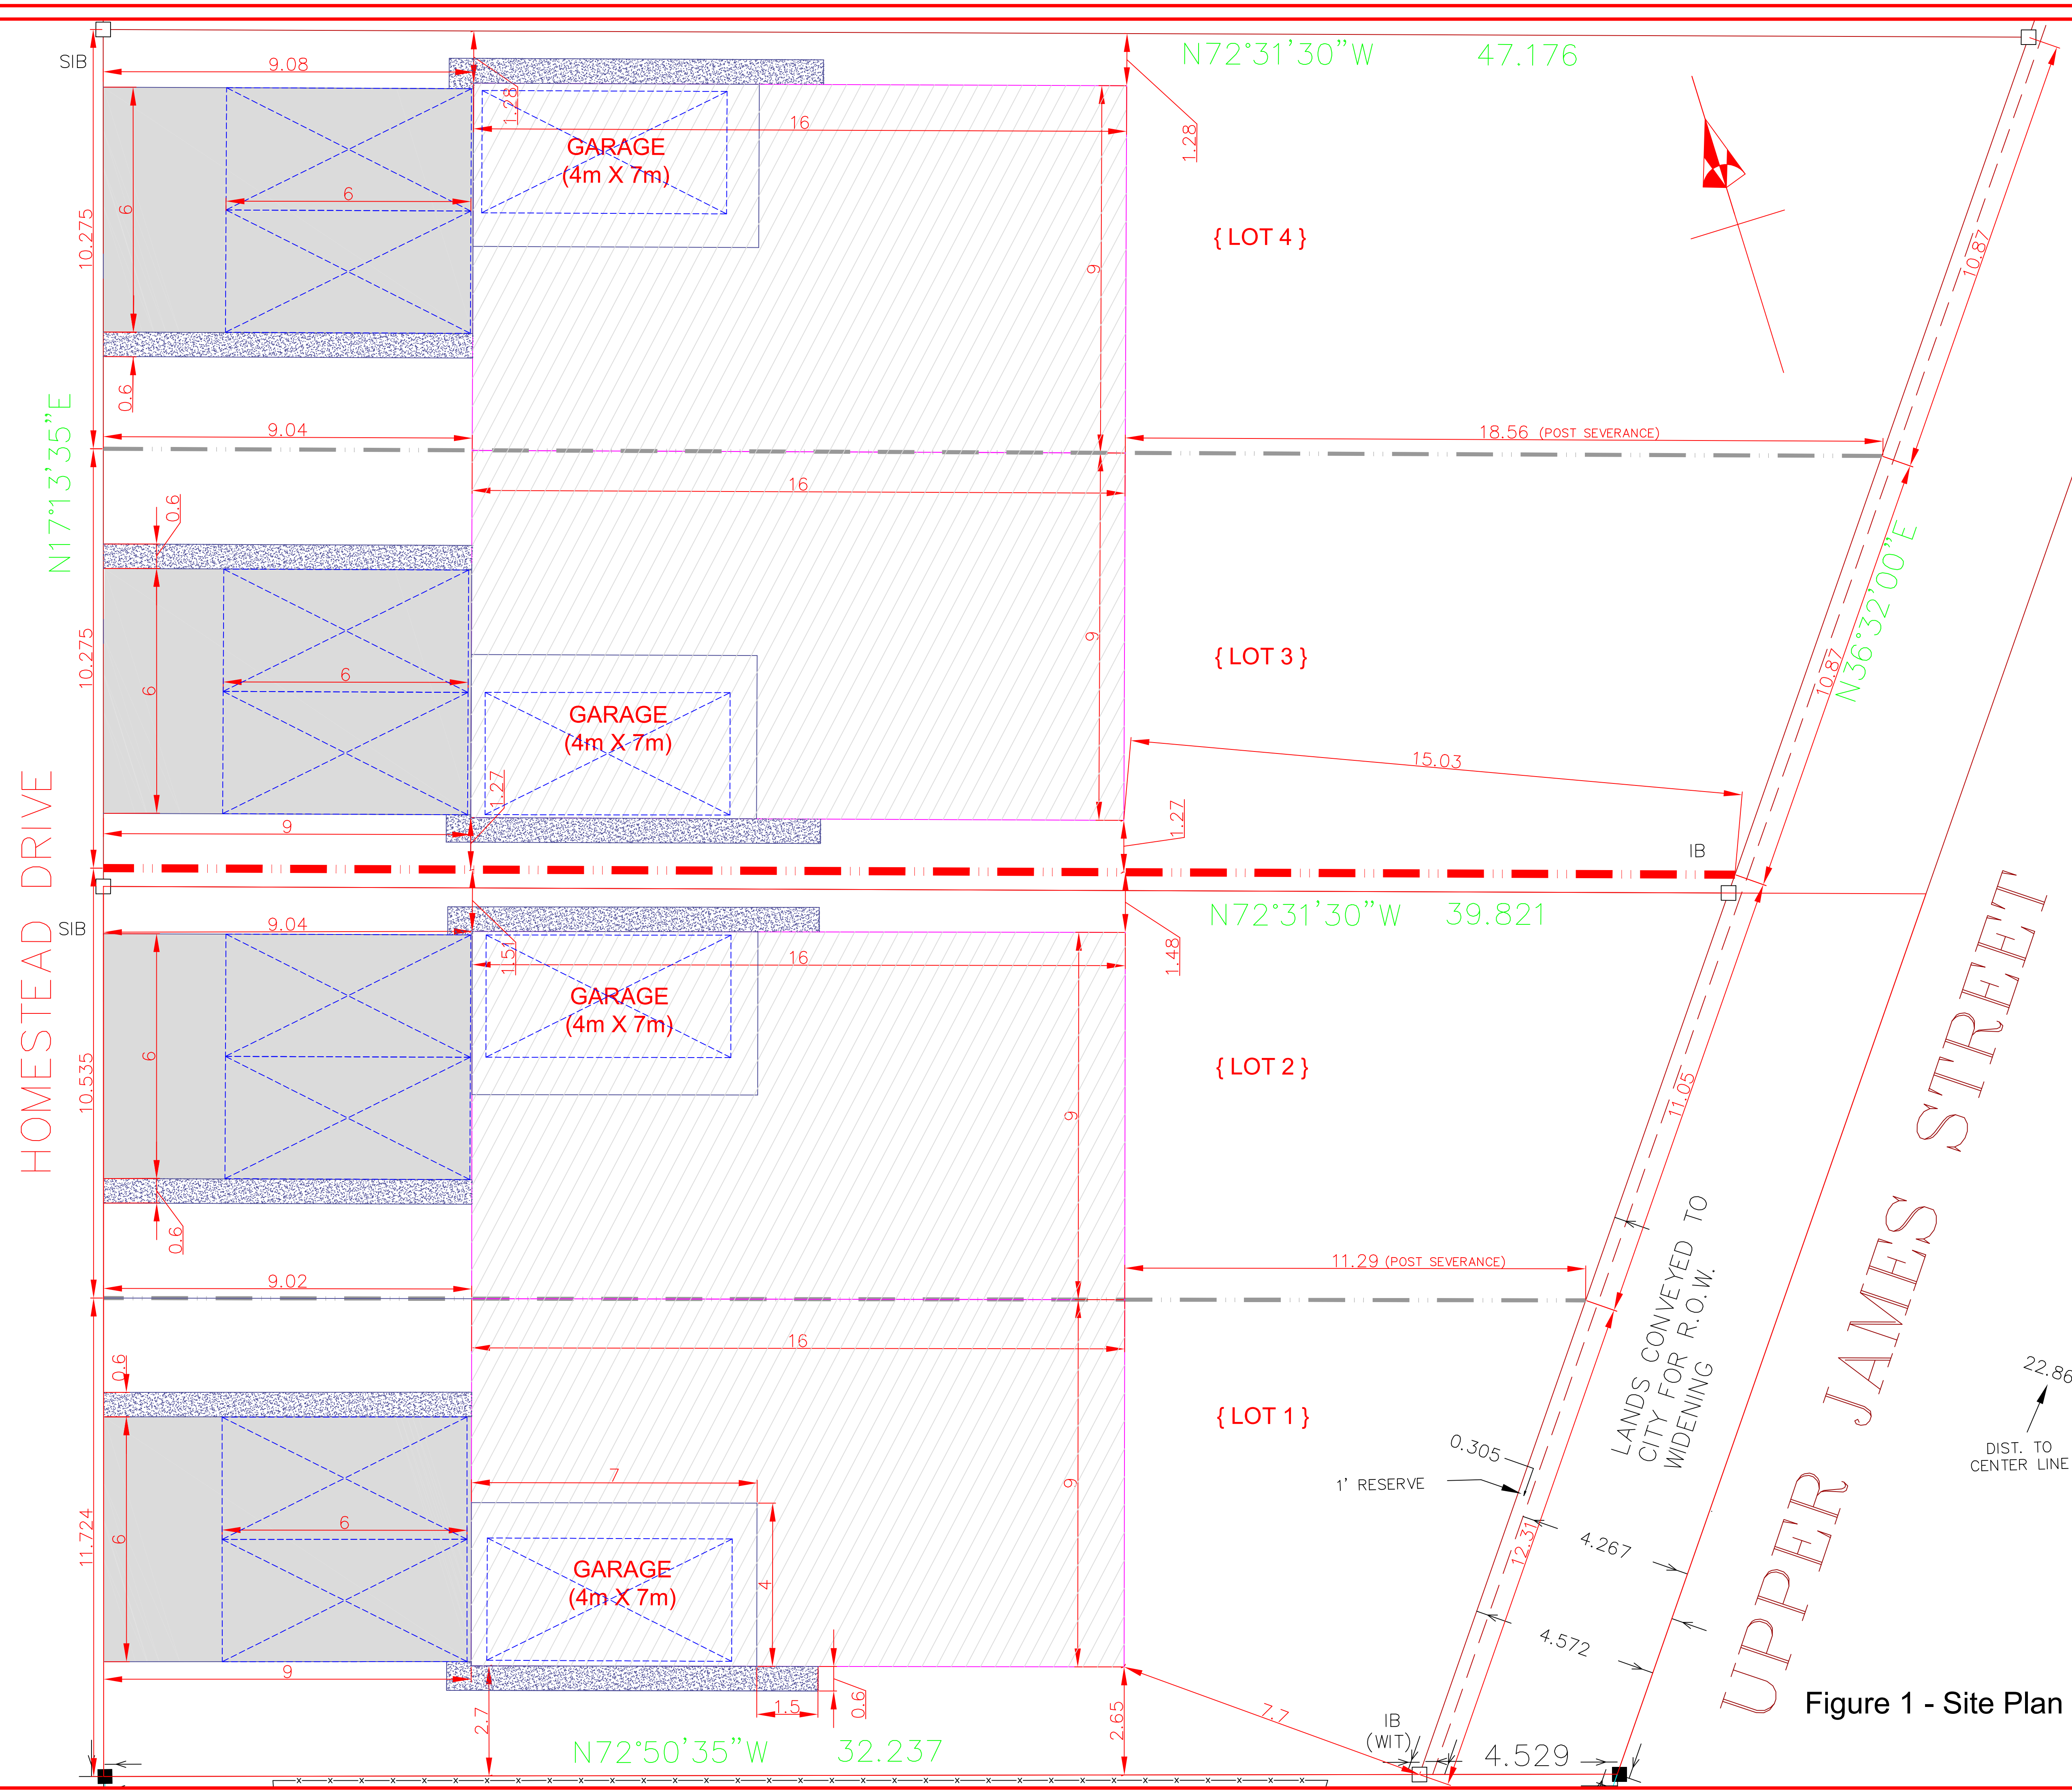 N72°31'30"W 47.176
SIB
9.08
1.28
16
1.28
GARAGE
(4m X 7m)
6
6
10.275
{ LOT 4 }
9
10.87
0.6
9.04
18.56 (POST SEVERANCE)
N17°13'35"E
16
0.6
N36°32'00"E
10.87
9
{ LOT 3 }
10.275
6
6
GARAGE
(4m X 7m)
15.03
1.27
1.27
9
HOMESTEAD DRIVE
IB
SIB
9.04
N72°31'30"W 39.821
1.51
1.48
16
GARAGE
(4m X 7m)
6
{ LOT 2 }
10.535
9
11.05
UPPER JAMES STREET
0.6
9.02
11.29 (POST SEVERANCE)
16
0.6
LANDS CONVEYED TO
CITY FOR R.O.W.
WIDENING
22.86
DIST. TO
CENTER LINE
{ LOT 1 }
0.305
1' RESERVE
7
9
11.724
6
6
4
GARAGE
(4m X 7m)
12.31
4.267
4.572
9
2.7
1.5
0.6
2.65
7.7
IB
(WIT)
4.529
N72°50'35"W 32.237
Figure 1 - Site Plan